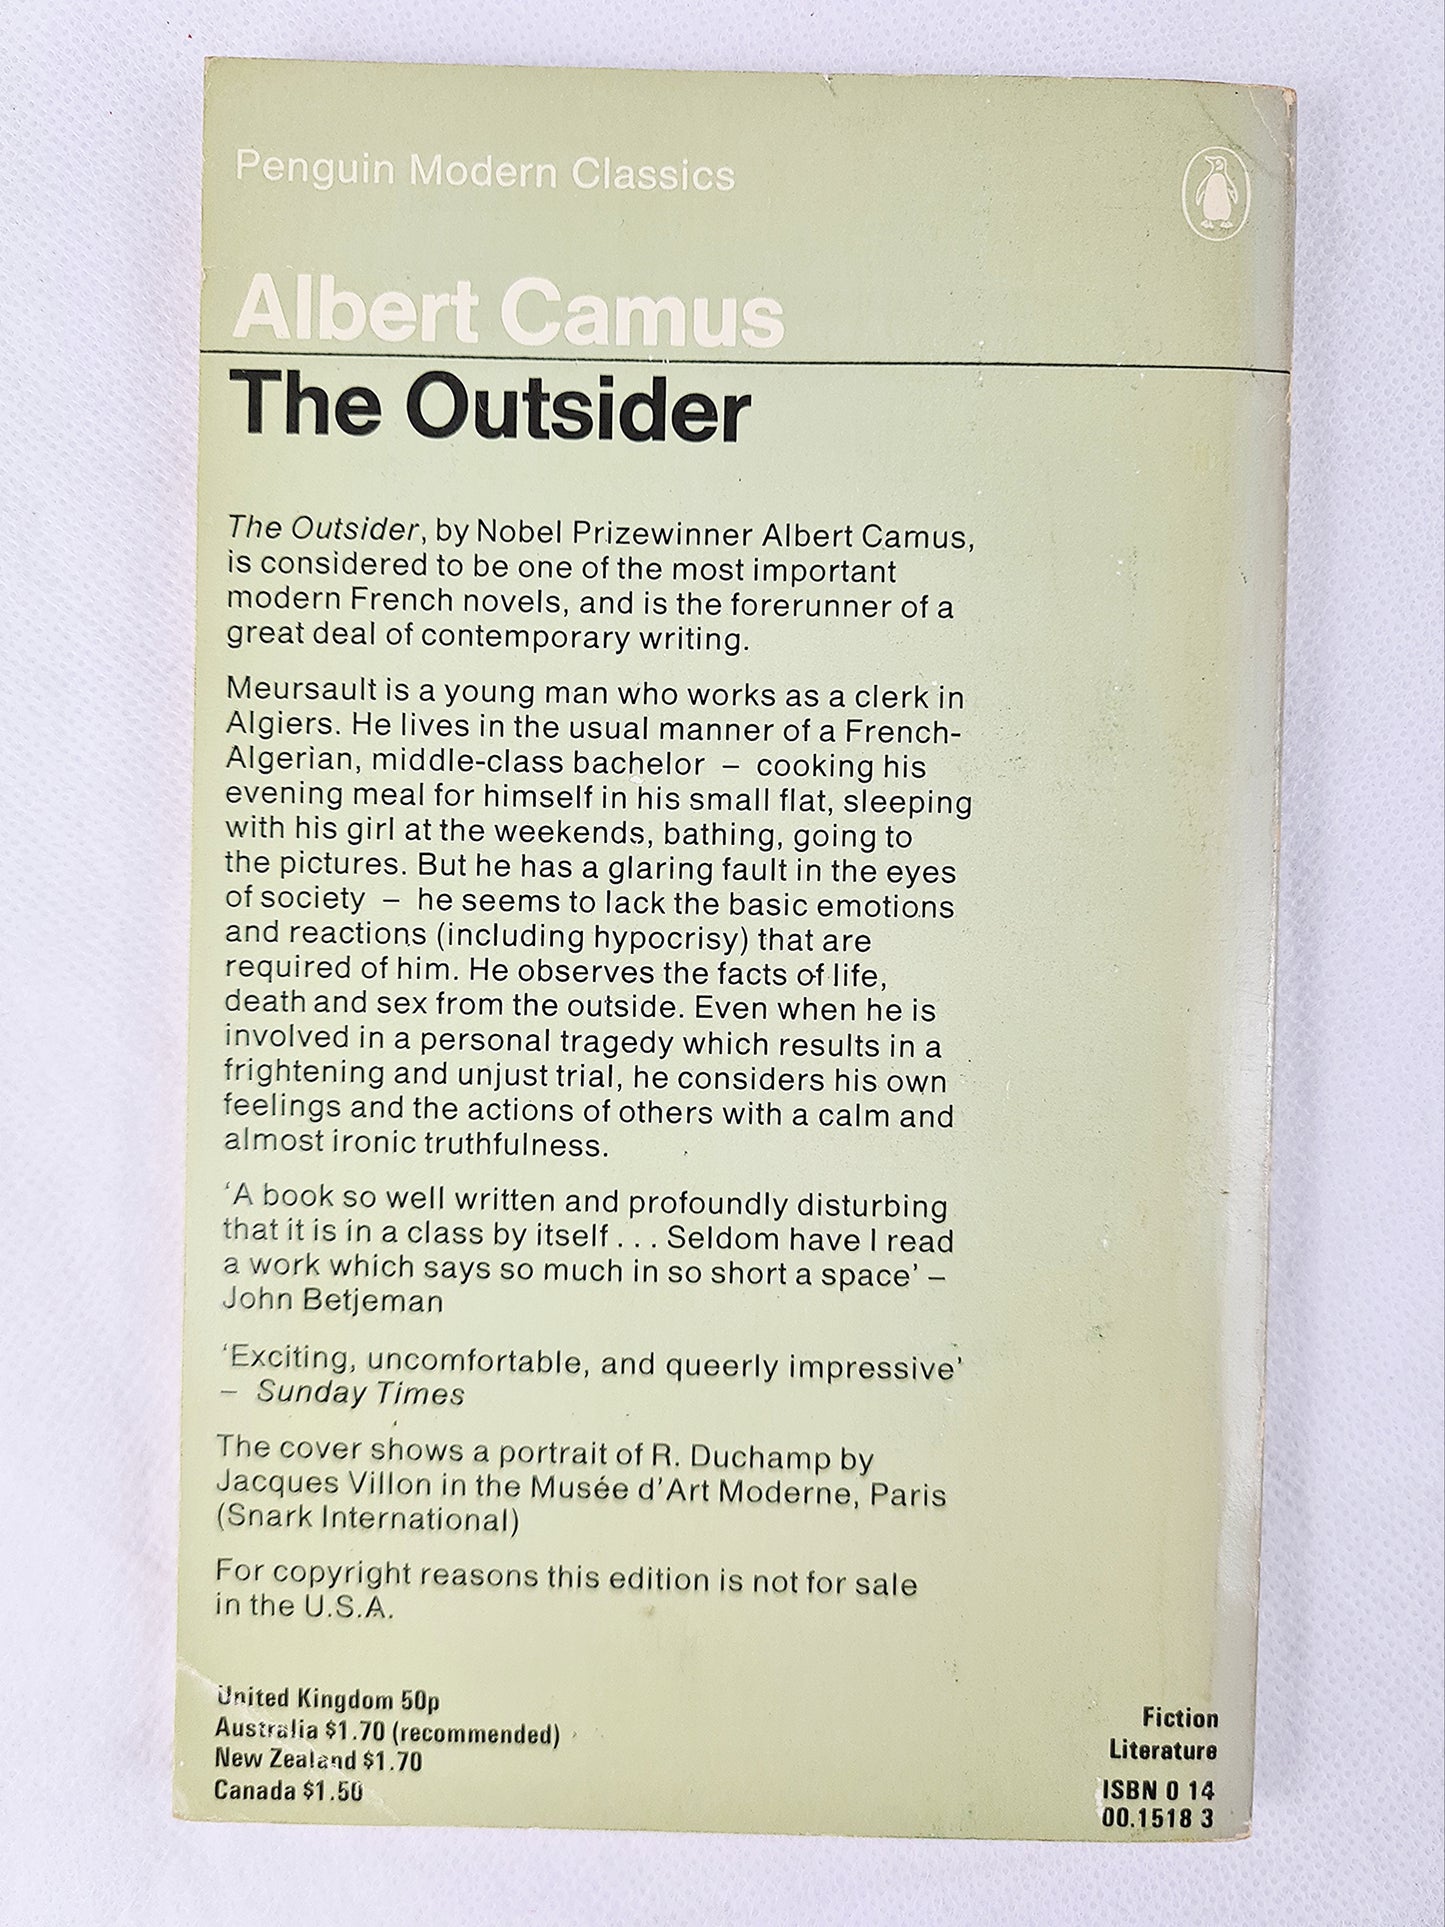 Penguin Modern Classics
Albert Camus
The Outsider
The Outsider, by Nobel Prizewinner Albert Camus,
is considered to be one of the most important
modern French novels, and is the forerunner of a
great deal of contemporary writing.
Meursault is a young man who works as a clerk in
Algiers. He lives in the usual manner of a French-
Algerian, middle-class bachelor – cooking his
evening meal for himself in his small flat, sleeping
with his girl at the weekends, bathing, going to
the pictures. But he has a glaring fault in the eyes
of society – he seems to lack the basic emotions
and reactions (including hypocrisy) that are
required of him. He observes the facts of life,
death and sex from the outside. Even when he is
involved in a personal tragedy which results in a
frightening and unjust trial, he considers his own
feelings and the actions of others with a calm and
almost ironic truthfulness.
‘A book so well written and profoundly disturbing
that it is in a class by itself . . . Seldom have I read
a work which says so much in so short a space’ –
John Betjeman
‘Exciting, uncomfortable, and queerly impressive’
– Sunday Times
The cover shows a portrait of R. Duchamp by
Jacques Villon in the Musée d’Art Moderne, Paris
(Snark International)
For copyright reasons this edition is not for sale
in the U.S.A.
United Kingdom 50p
Australia $1.70 (recommended)
New Zealand $1.70
Canada $1.50
Fiction
Literature
ISBN 0 14
00.1518 3